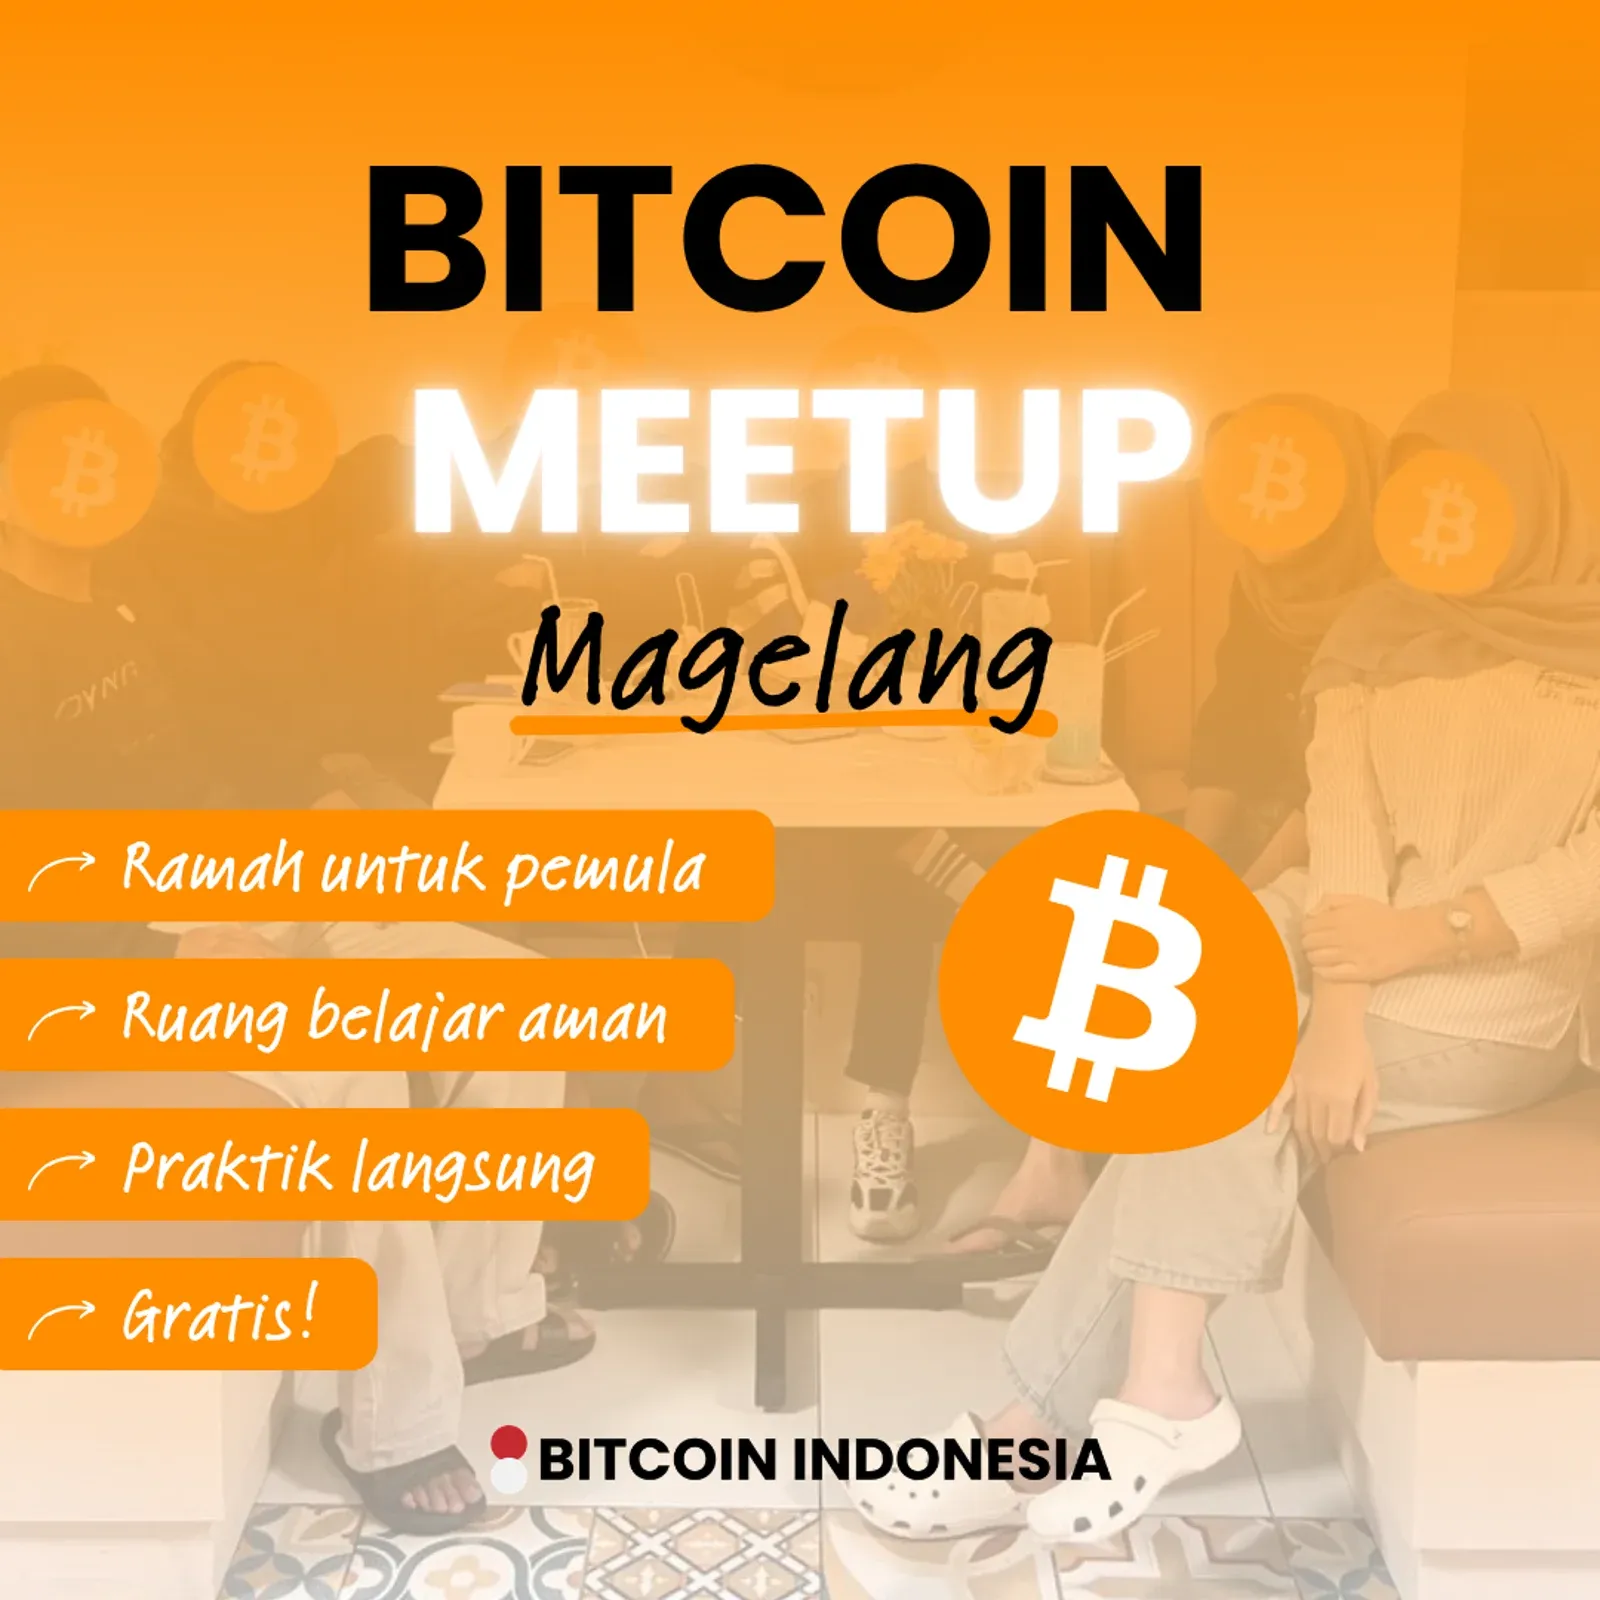 BITCOIN
MEETUP
Magelang
Ramah untuk pemula
Ruang belajar aman
Praktik langsung
Gratis!
BITCOIN INDONESIA